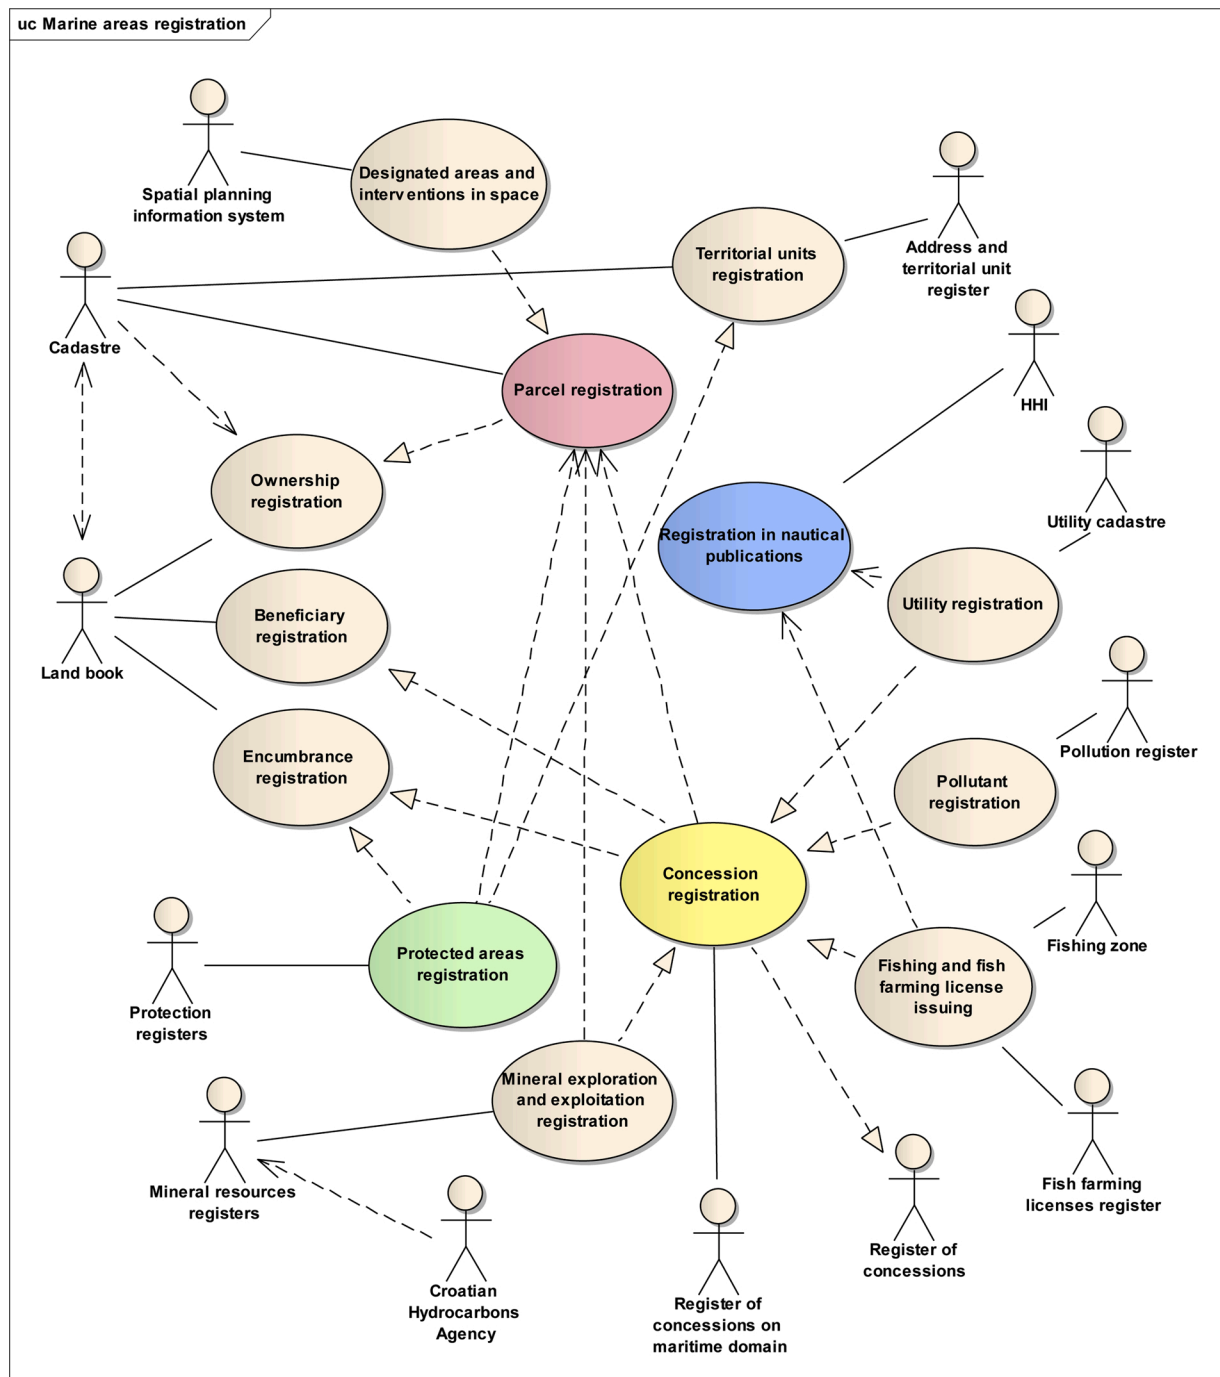 uc Marine areas registration
Spatial planning
information system
Designated areas and
interventions in space
Territorial units
registration
Address and
territorial unit
register
Cadastre
Parcel registration
HHI
Ownership
registration
Registration in nautical
publications
Utility cadastre
Utility registration
Beneficiary
registration
Land book
Encumbrance
registration
Pollution register
Pollutant
registration
Concession
registration
Protected areas
registration
Fishing zone
Fishing and fish
farming license
issuing
Protection
registers
Mineral exploration
and exploitation
registration
Mineral resources
registers
Fish farming
licenses register
Register of
concessions
Croatian
Hydrocarbons
Agency
Register of
concessions on
maritime domain